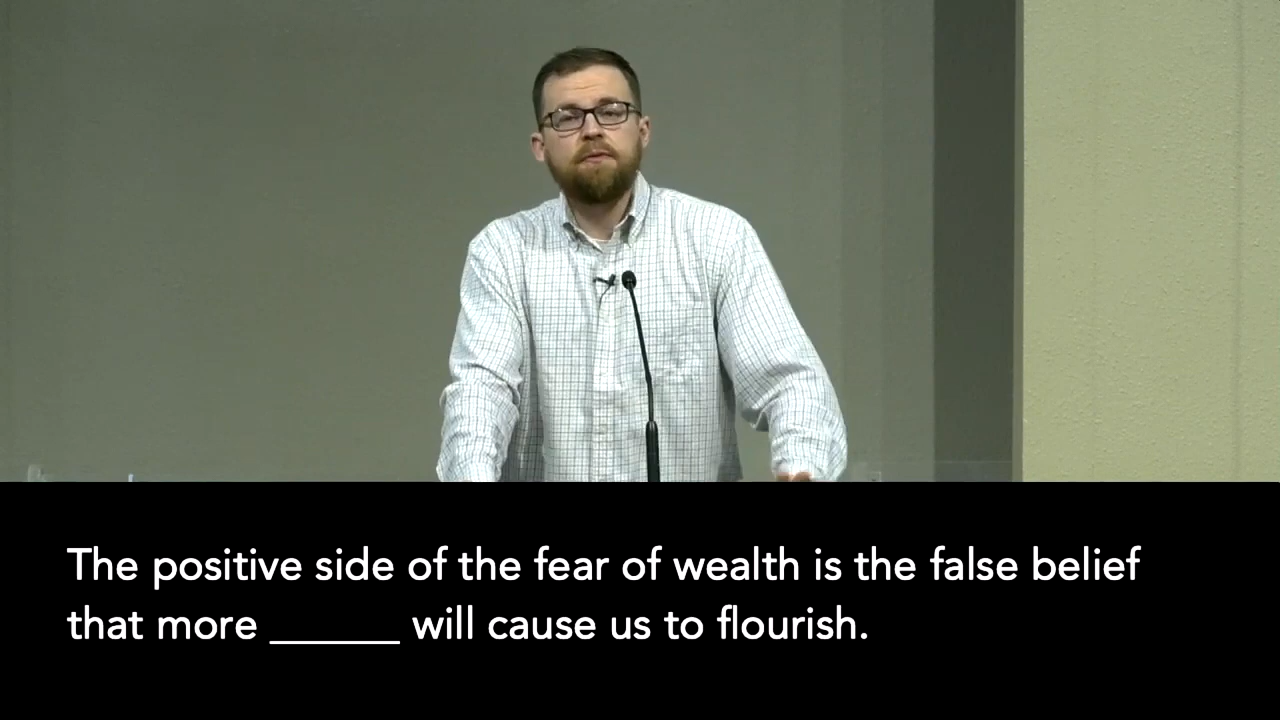 The positive side of the fear of wealth is the false belief
that more ______ will cause us to flourish.